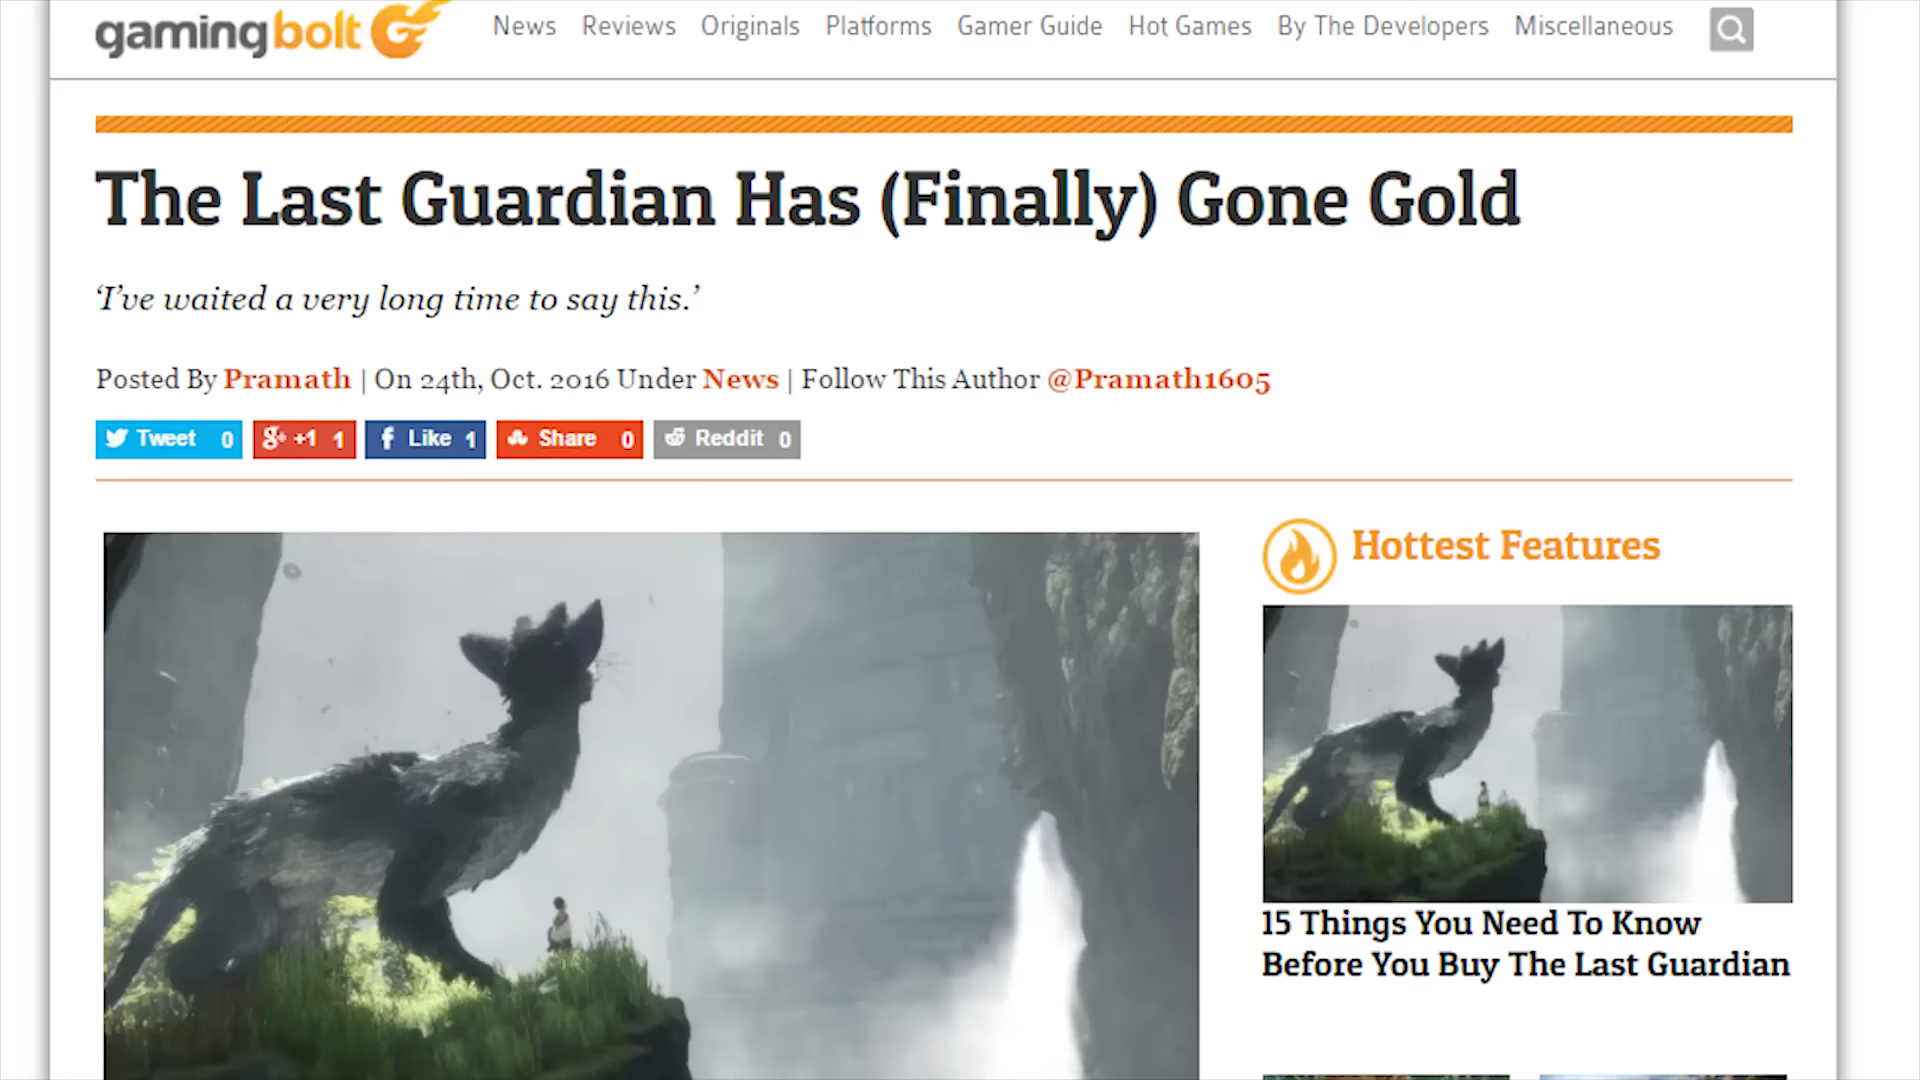 gamingbolt
News Reviews Originals Platforms Gamer Guide Hot Games By The Developers Miscellaneous
The Last Guardian Has (Finally) Gone Gold
‘I’ve waited a very long time to say this.’
Posted By Pramath | On 24th, Oct. 2016 Under News | Follow This Author @Pramath1605
Tweet 0 g+ +1 1 f Like 1 Share 0 Reddit 0
Hottest Features
15 Things You Need To Know
Before You Buy The Last Guardian